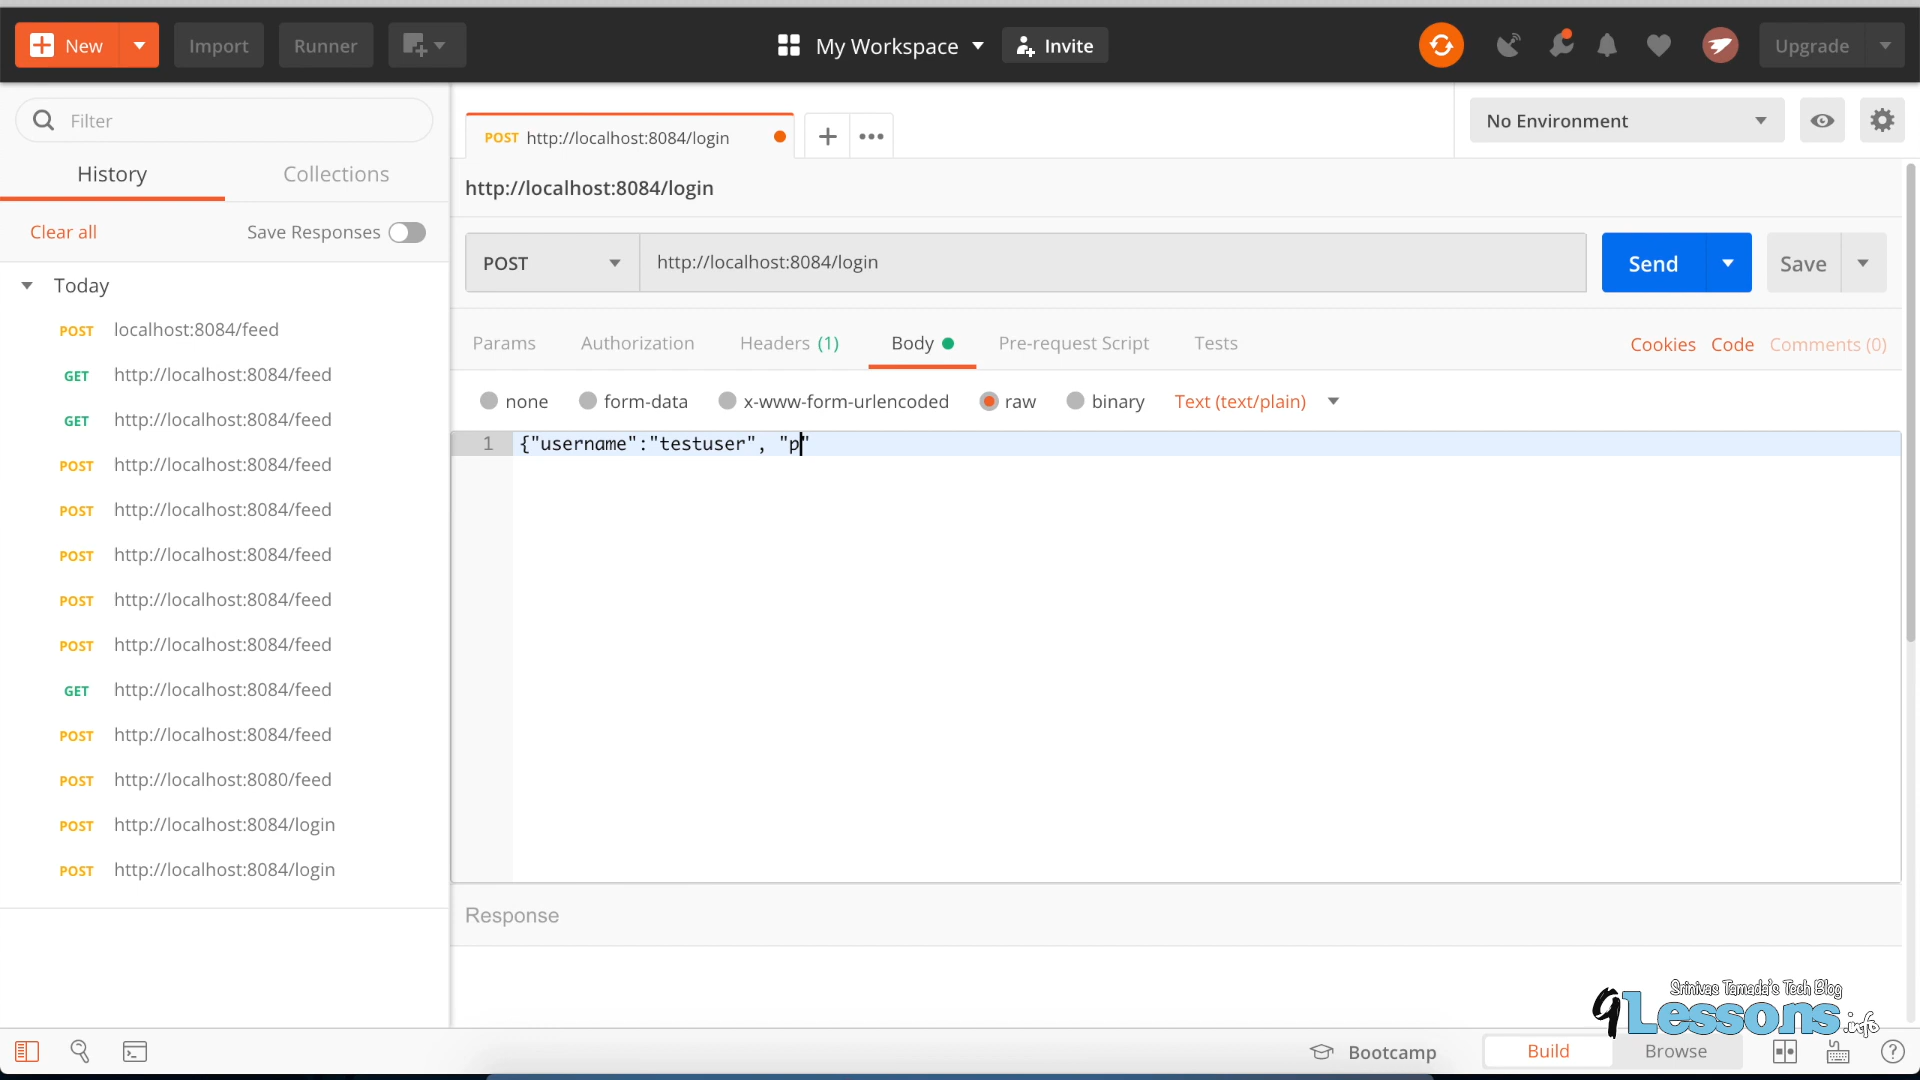 New Import Runner My Workspace Invite Upgrade
Filter
History Collections
Clear all Save Responses
Today
POST localhost:8084/feed
GET http://localhost:8084/feed
GET http://localhost:8084/feed
POST http://localhost:8084/feed
POST http://localhost:8084/feed
POST http://localhost:8084/feed
POST http://localhost:8084/feed
POST http://localhost:8084/feed
GET http://localhost:8084/feed
POST http://localhost:8084/feed
POST http://localhost:8080/feed
POST http://localhost:8084/login
POST http://localhost:8084/login
POST http://localhost:8084/login
No Environment
http://localhost:8084/login
POST http://localhost:8084/login Send Save
Params Authorization Headers (1) Body Pre-request Script Tests Cookies Code Comments (0)
none form-data x-www-form-urlencoded raw binary Text (text/plain)
1 {"username":"testuser", "p"
Response
Srinivas Tamada's Tech Blog
9Lessons.info
Bootcamp Build Browse